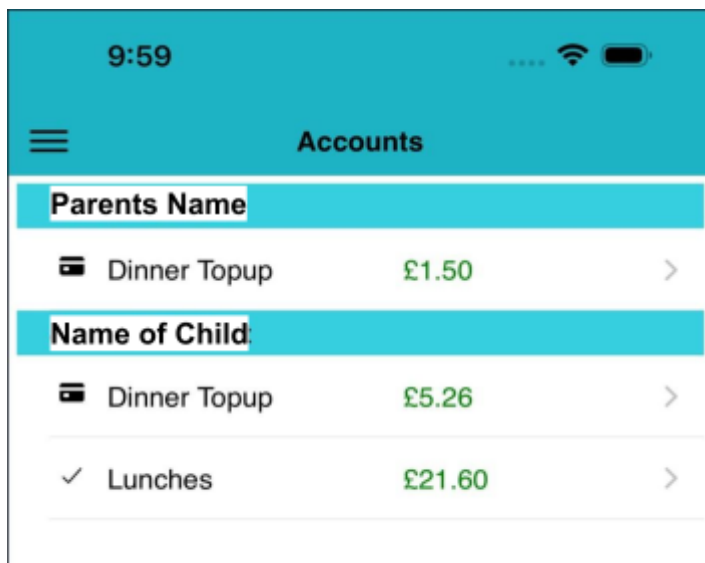 9:59
Accounts
Parents Name
Dinner Topup £1.50
Name of Child:
Dinner Topup £5.26
Lunches £21.60